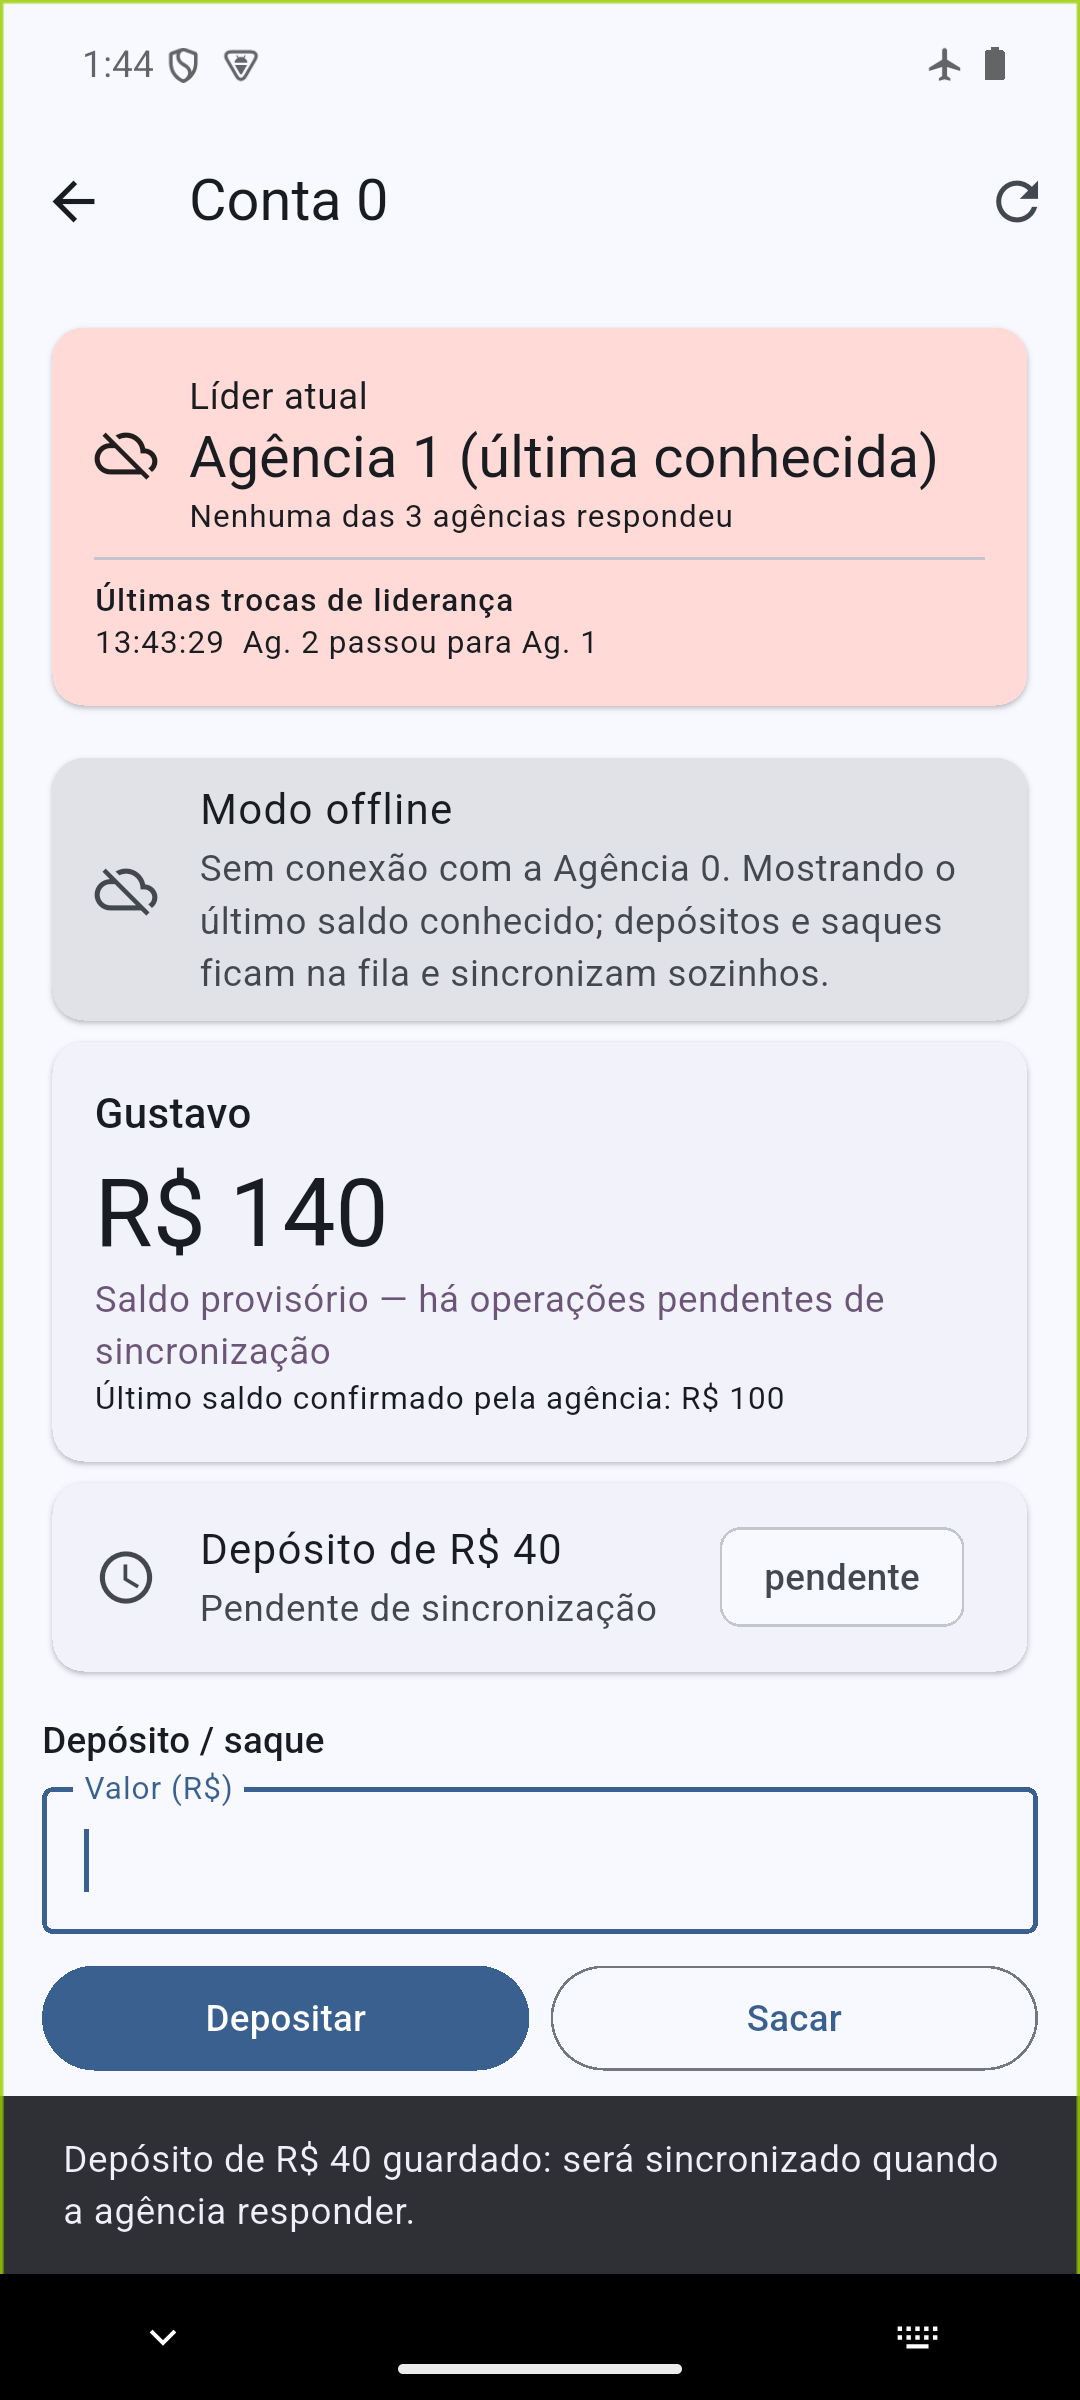 1:44
Conta 0
Líder atual
Agência 1 (última conhecida)
Nenhuma das 3 agências respondeu
Últimas trocas de liderança
13:43:29 Ag. 2 passou para Ag. 1
Modo offline
Sem conexão com a Agência 0. Mostrando o
último saldo conhecido; depósitos e saques
ficam na fila e sincronizam sozinhos.
Gustavo
R$ 140
Saldo provisório — há operações pendentes de
sincronização
Último saldo confirmado pela agência: R$ 100
Depósito de R$ 40
Pendente de sincronização
pendente
Depósito / saque
Valor (R$)
Depositar
Sacar
Depósito de R$ 40 guardado: será sincronizado quando
a agência responder.